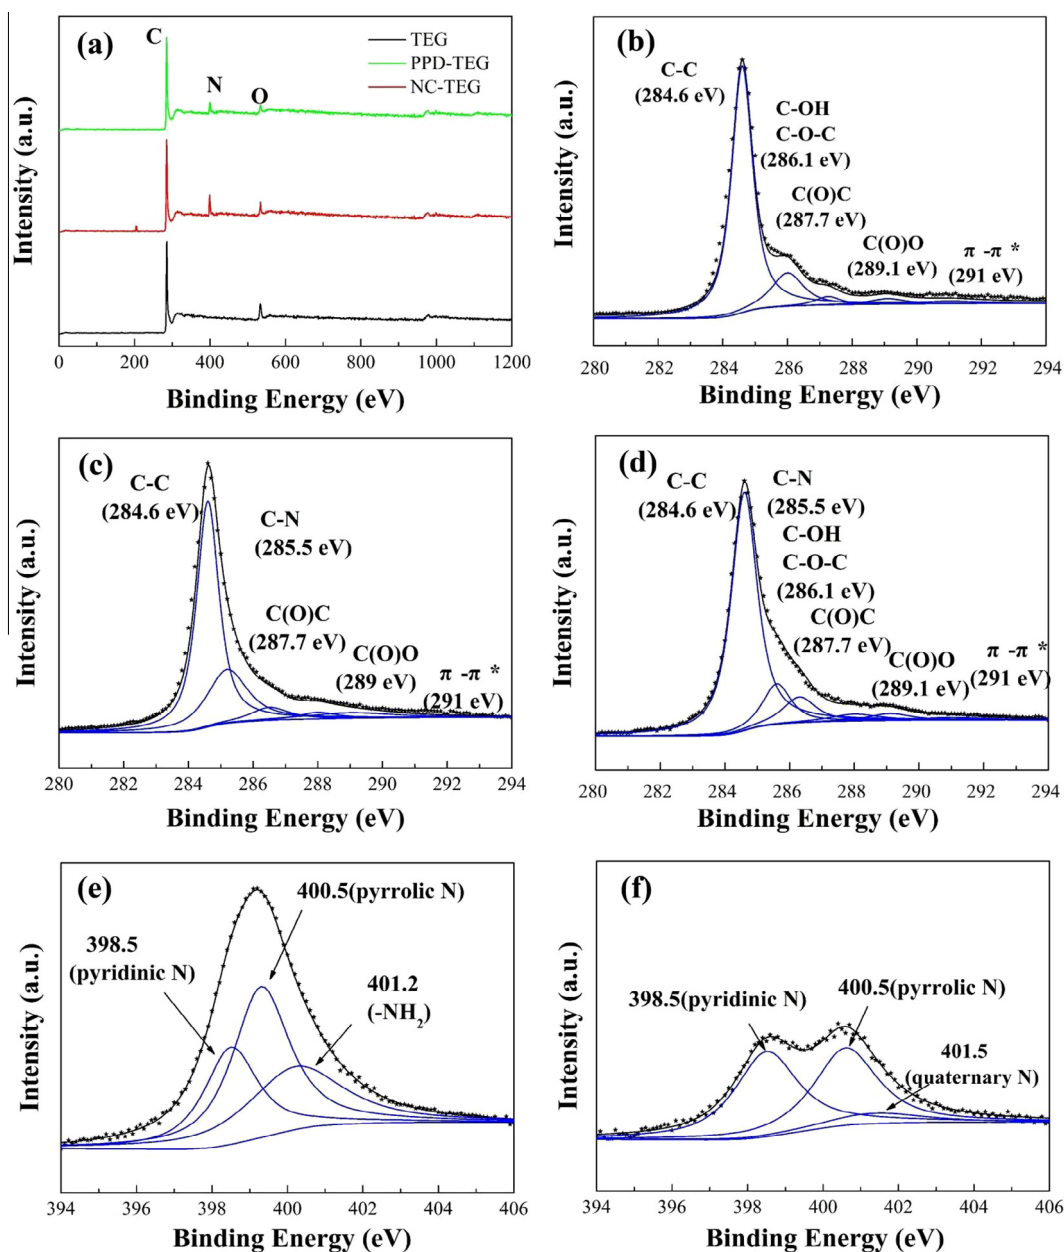 (a)
C
N
O
TEG
PPD-TEG
NC-TEG
Intensity (a.u.)
0 200 400 600 800 1000 1200
Binding Energy (eV)
(b)
C-C
(284.6 eV)
C-OH
C-O-C
(286.1 eV)
C(O)C
(287.7 eV)
C(O)O
(289.1 eV)
π -π *
(291 eV)
Intensity (a.u.)
280 282 284 286 288 290 292 294
Binding Energy (eV)
(c)
C-C
(284.6 eV)
C-N
(285.5 eV)
C(O)C
(287.7 eV)
C(O)O
(289 eV)
π -π *
(291 eV)
Intensity (a.u.)
280 282 284 286 288 290 292 294
Binding Energy (eV)
(d)
C-C
(284.6 eV)
C-N
(285.5 eV)
C-OH
C-O-C
(286.1 eV)
C(O)C
(287.7 eV)
C(O)O
(289.1 eV)
π -π *
(291 eV)
Intensity (a.u.)
280 282 284 286 288 290 292 294
Binding Energy (eV)
(e)
400.5(pyrrolic N)
398.5
(pyridinic N)
401.2
(-NH₂)
Intensity (a.u.)
394 396 398 400 402 404 406
Binding Energy (eV)
(f)
398.5(pyridinic N)
400.5(pyrrolic N)
401.5
(quaternary N)
Intensity (a.u.)
394 396 398 400 402 404 406
Binding Energy (eV)